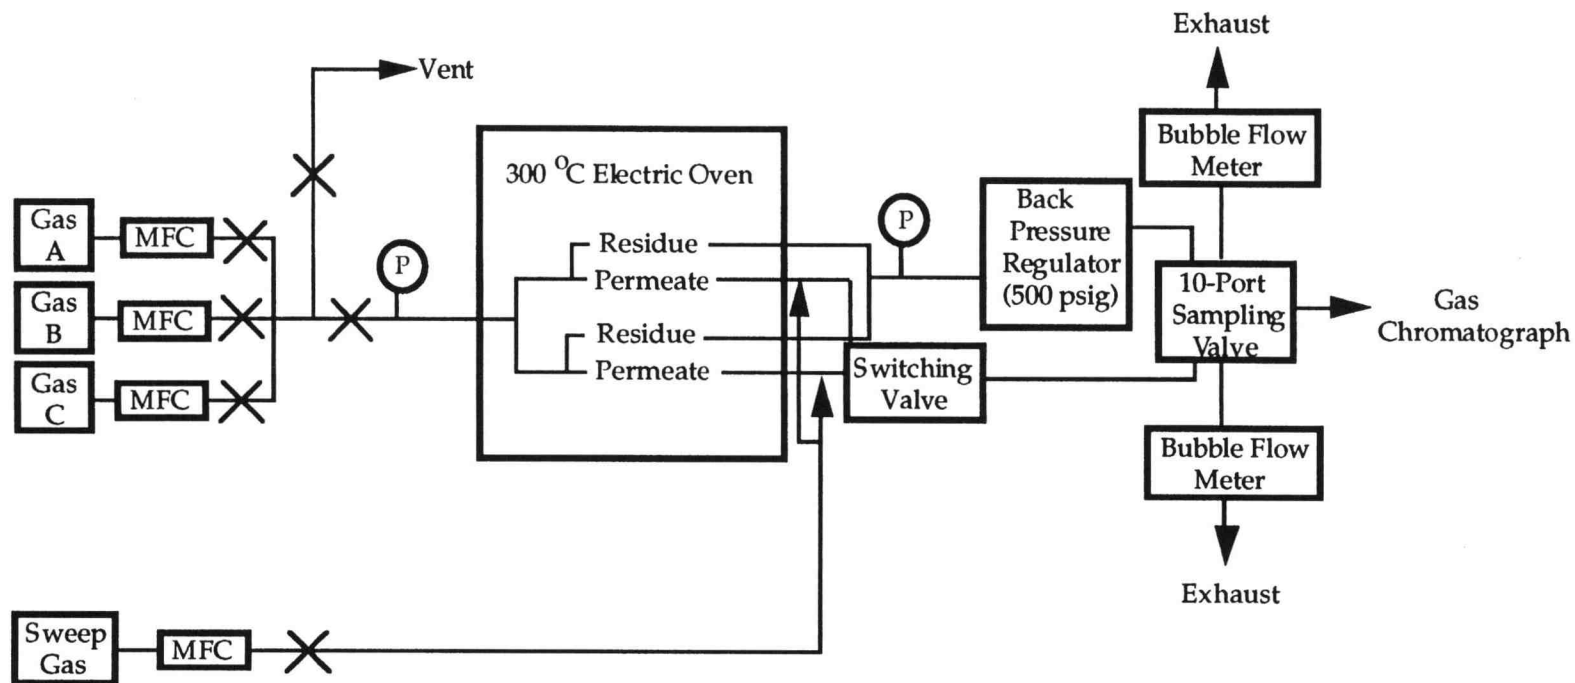 Exhaust
Vent
Bubble Flow
Meter
300 °C Electric Oven
Gas
A
MFC
P
Back
Pressure
Regulator
(500 psig)
P
Residue
Permeate
Gas
B
MFC
10-Port
Sampling
Valve
Gas
Chromatograph
Residue
Permeate
Switching
Valve
Gas
C
MFC
Bubble Flow
Meter
Exhaust
Sweep
Gas
MFC